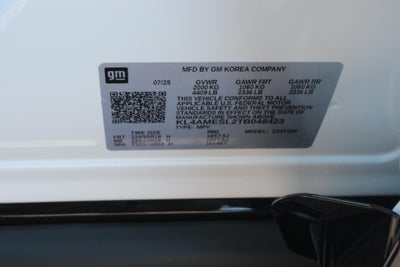 gm
MFD BY GM KOREA COMPANY
07/25 GVWR GAWR FRT GAWR RR
2000 KG 1060 KG 1060 KG
4409 LB 2336 LB 2336 LB
THIS VEHICLE CONFORMS TO ALL
APPLICABLE U.S. FEDERAL MOTOR
VEHICLE SAFETY AND THEFT PREVENTION
STANDARDS IN EFFECT ON THE DATE OF
MANUFACTURE SHOWN ABOVE.
KL4AMESL2TB048423
TYPE: MPV
TIRE SIZE RIM
FRT
RR
SPA